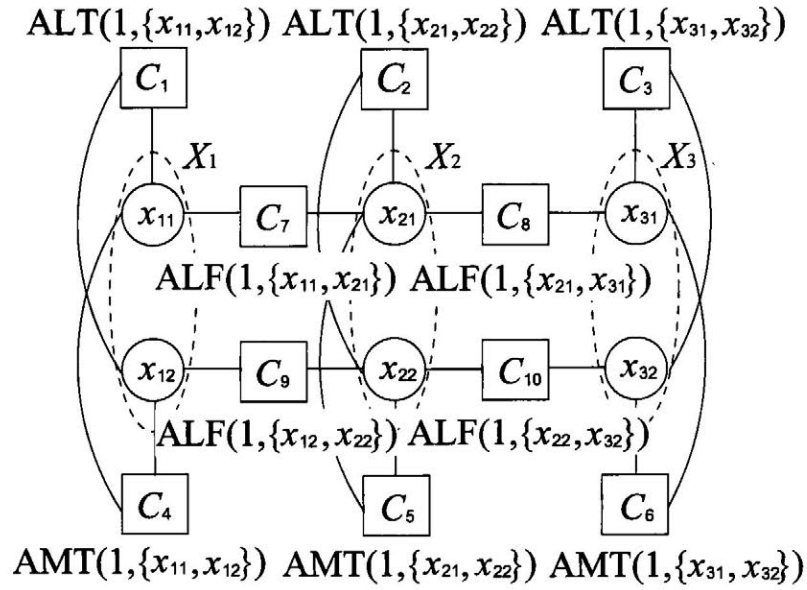 ALT(1,{x₁₁,x₁₂}) ALT(1,{x₂₁,x₂₂}) ALT(1,{x₃₁,x₃₂})
C₁ C₂ C₃
X₁ X₂ X₃
x₁₁ C₇ x₂₁ C₈ x₃₁
ALF(1,{x₁₁,x₂₁}) ALF(1,{x₂₁,x₃₁})
x₁₂ C₉ x₂₂ C₁₀ x₃₂
ALF(1,{x₁₂,x₂₂}) ALF(1,{x₂₂,x₃₂})
C₄ C₅ C₆
AMT(1,{x₁₁,x₁₂}) AMT(1,{x₂₁,x₂₂}) AMT(1,{x₃₁,x₃₂})